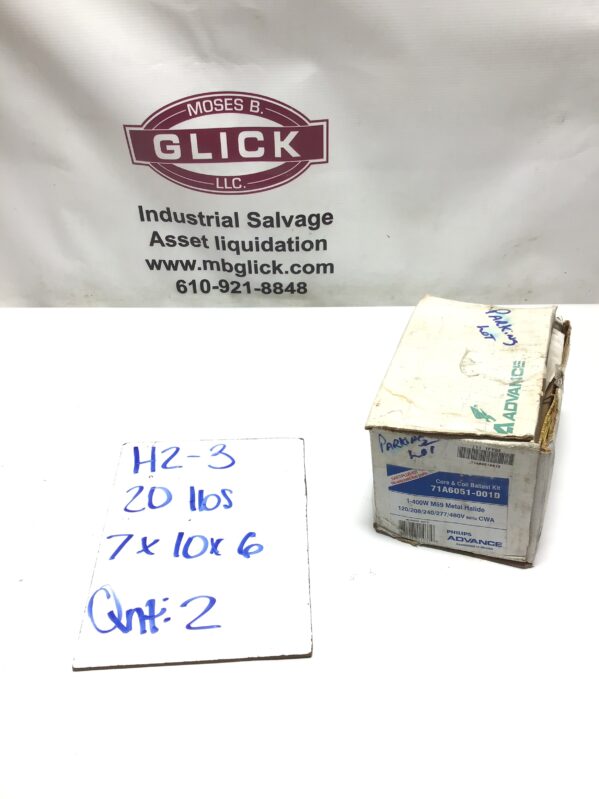 MOSES B.
GLICK
LLC.
Industrial Salvage
Asset liquidation
www.mbglick.com
610-921-8848
PARKING
LOT
ADVANCE
PARKING
LOT
Core & Coil Ballast Kit
71A6051-001D
1-400W M59 Metal Halide
120/208/240/277/480V CWA
PHILIPS
ADVANCE
H2-3
20 lbs
7 x 10 x 6
Qnt: 2